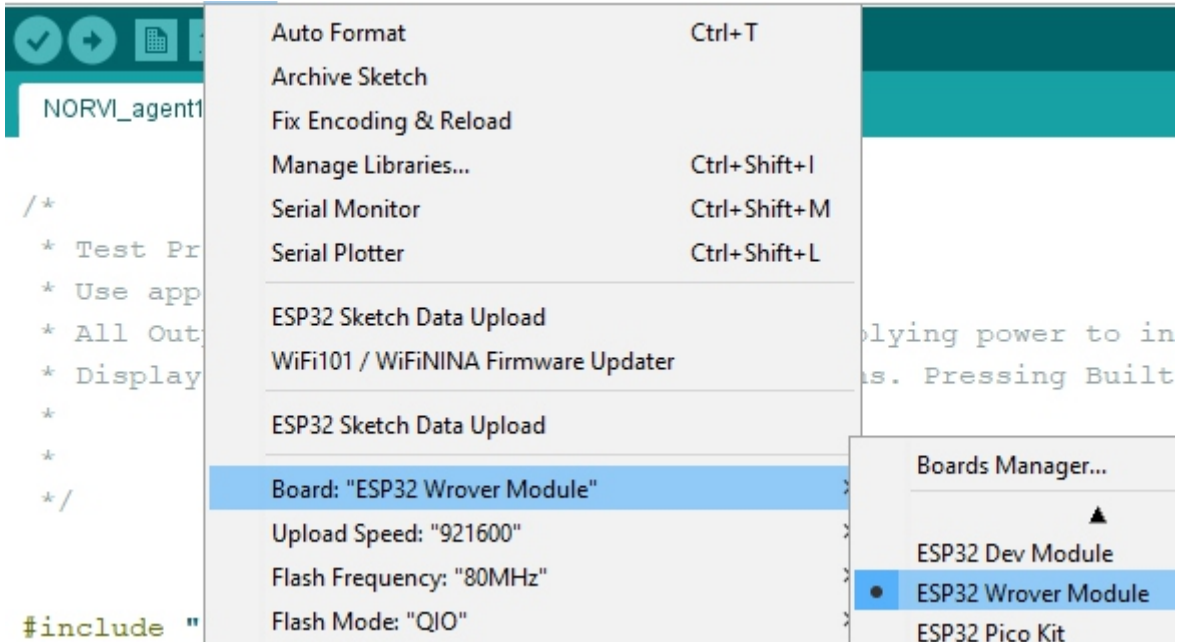 Auto Format Ctrl+T
Archive Sketch
NORVI_agent1
Fix Encoding & Reload
Manage Libraries... Ctrl+Shift+I
/*
Serial Monitor Ctrl+Shift+M
* Test Pr
Serial Plotter Ctrl+Shift+L
* Use app
ESP32 Sketch Data Upload
* All Out plying power to in
WiFi101 / WiFiNINA Firmware Updater
* Display ns. Pressing Built
*
ESP32 Sketch Data Upload
*
Boards Manager...
*/
Board: "ESP32 Wrover Module"
Upload Speed: "921600"
ESP32 Dev Module
Flash Frequency: "80MHz"
ESP32 Wrover Module
Flash Mode: "QIO"
#include "
ESP32 Pico Kit